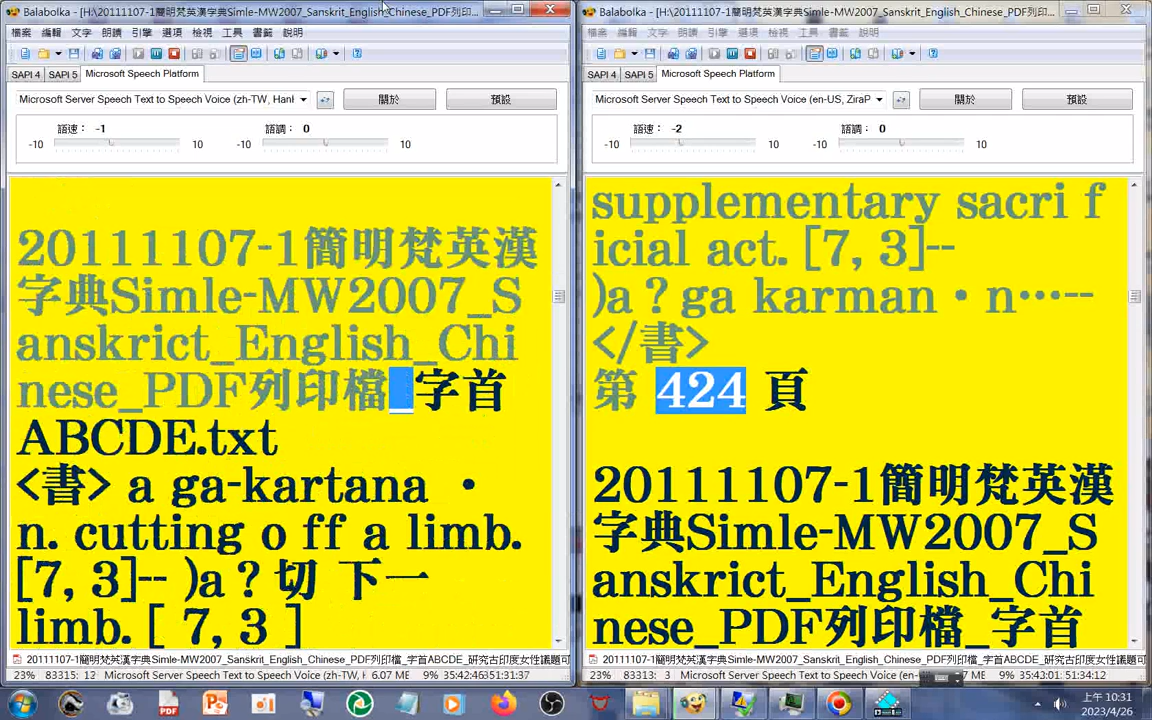 Balabolka - [H:\20111107-1簡明梵英漢字典Simle-MW2007_Sanskrit_English_Chinese_PDF列印...
檔案 編輯 文字 朗讀 引擎 選項 檢視 工具 書籤 說明
SAPI 4 SAPI 5 Microsoft Speech Platform
Microsoft Server Speech Text to Speech Voice (zh-TW, Hanl
關於 預設
語速： -1 語調： 0
-10 10 -10 10
20111107-1簡明梵英漢
字典Simle-MW2007_S
anskrict_English_Chi
nese_PDF列印檔_字首
ABCDE.txt
<書> a ga-kartana •
n. cutting o ff a limb.
[7, 3]-- )a？切 下一
limb. [ 7, 3 ]
20111107-1簡明梵英漢字典Simle-MW2007_Sanskrit_English_Chinese_PDF列印檔_字首ABCDE_研究古印度女性議題可
23% 83315: 12 Microsoft Server Speech Text to Speech Voice (zh-TW, H 6.07 ME 9% 35:42:46351:31:37
Balabolka - [H:\20111107-1簡明梵英漢字典Simle-MW2007_Sanskrit_English_Chinese_PDF列印...
檔案 編輯 文字 朗讀 引擎 選項 檢視 工具 書籤 說明
SAPI 4 SAPI 5 Microsoft Speech Platform
Microsoft Server Speech Text to Speech Voice (en-US, ZiraP
關於 預設
語速： -2 語調： 0
-10 10 -10 10
supplementary sacri f
icial act. [7, 3]--
)a？ga karman • n…--
</書>
第 424 頁
20111107-1簡明梵英漢
字典Simle-MW2007_S
anskrict_English_Chi
nese_PDF列印檔_字首
20111107-1簡明梵英漢字典Simle-MW2007_Sanskrit_English_Chinese_PDF列印檔_字首ABCDE_研究古印度女性議題可
23% 83313: 3 Microsoft Server Speech Text to Speech Voice 9% 35:43:01 51:34:12
上午 10:31
2023/4/26